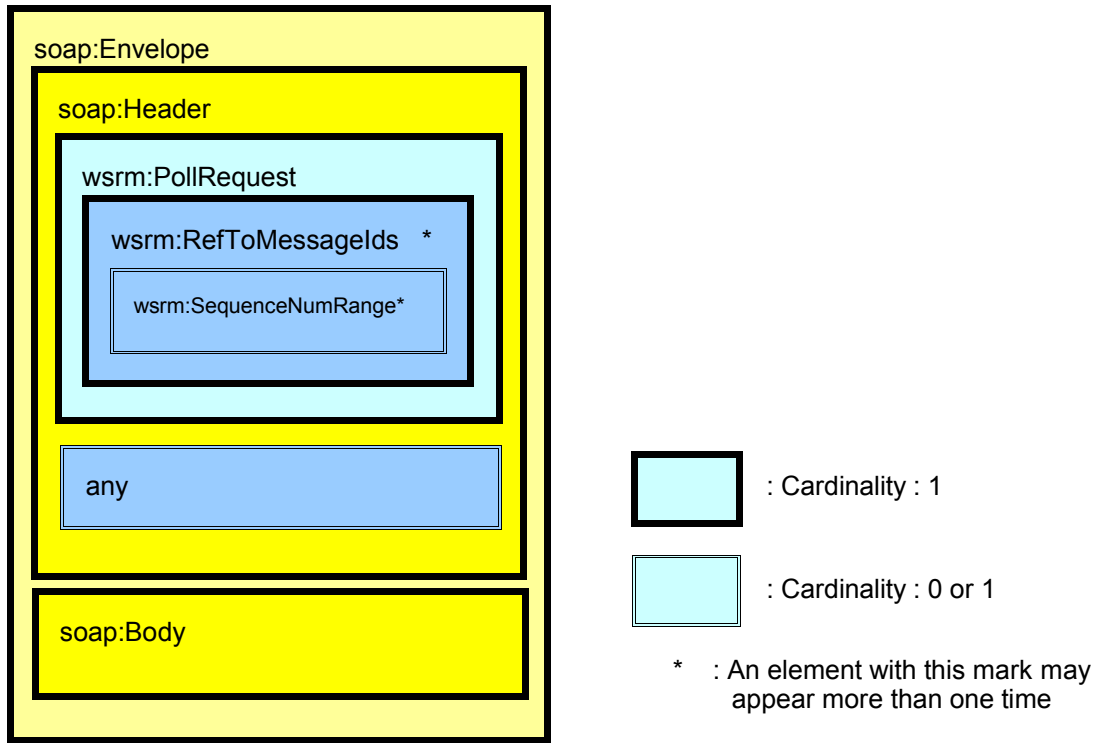 soap:Envelope
soap:Header
wsrm:PollRequest
wsrm:RefToMessageIds *
wsrm:SequenceNumRange*
any
soap:Body
: Cardinality : 1
: Cardinality : 0 or 1
* : An element with this mark may
appear more than one time